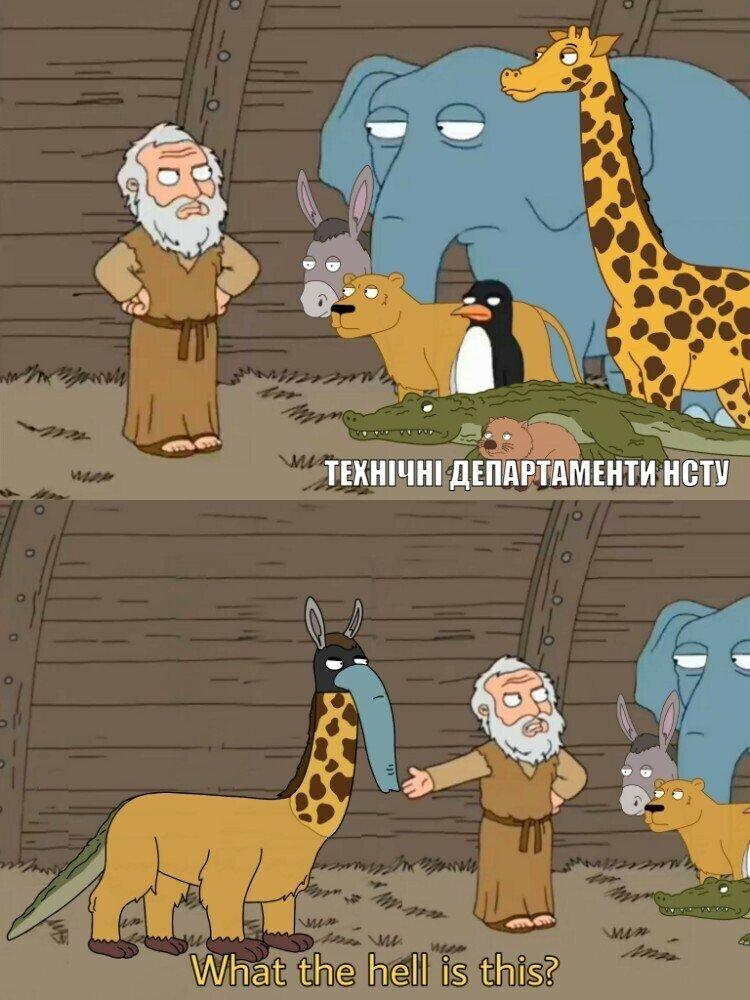 ТЕХНІЧНІ ДЕПАРТАМЕНТИ НСТУ
What the hell is this?